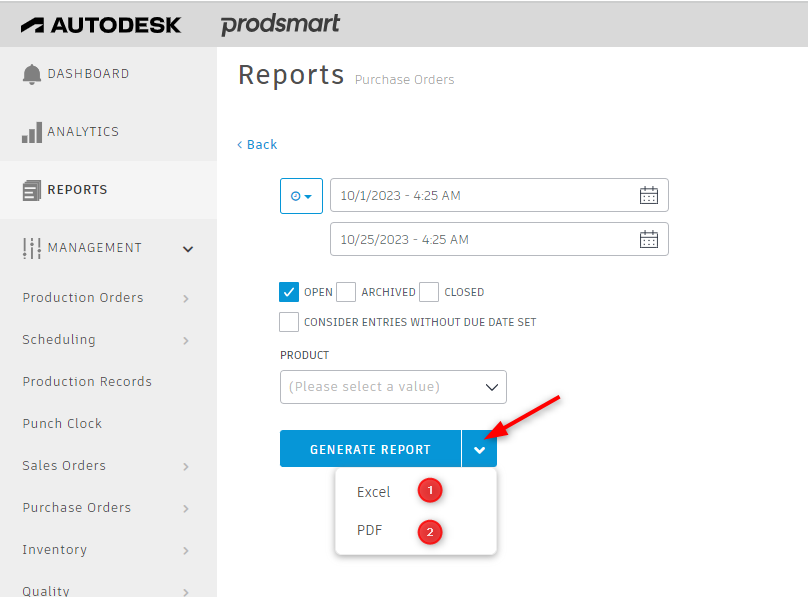 AUTODESK prodsmart
DASHBOARD
ANALYTICS
REPORTS
MANAGEMENT
Production Orders
Scheduling
Production Records
Punch Clock
Sales Orders
Purchase Orders
Inventory
Quality
Reports Purchase Orders
< Back
10/1/2023 - 4:25 AM
10/25/2023 - 4:25 AM
OPEN ARCHIVED CLOSED
CONSIDER ENTRIES WITHOUT DUE DATE SET
PRODUCT
(Please select a value)
GENERATE REPORT
Excel 1
PDF 2